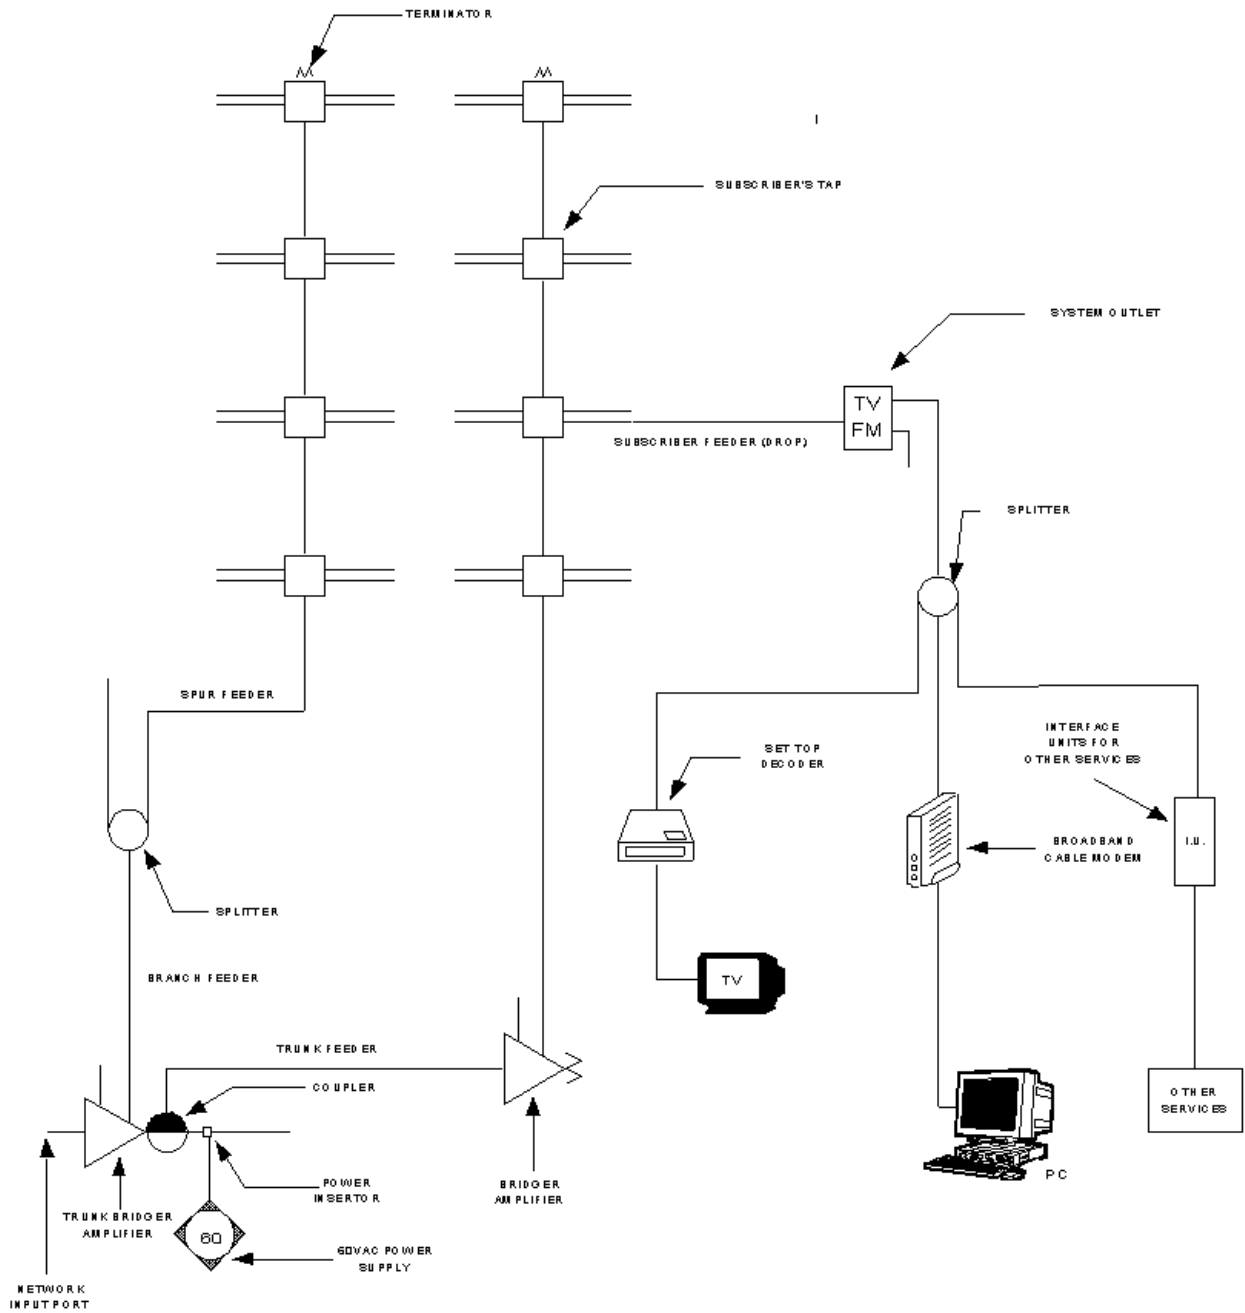 TERMINATOR
SUBSCRIBER'S TAP
SYSTEM OUTLET
TV
FM
SUBSCRIBER FEEDER (DROP)
SPLITTER
SPUR FEEDER
INTERFACE
UNITS FOR
OTHER SERVICES
SET TOP
DECODER
I.U.
BROADBAND
CABLE MODEM
SPLITTER
BRANCH FEEDER
TV
TRUNK FEEDER
COUPLER
OTHER
SERVICES
PC
POWER
INSERTOR
BRIDGER
AMPLIFIER
TRUNK BRIDGER
AMPLIFIER
60
60VAC POWER
SUPPLY
NETWORK
INPUT PORT